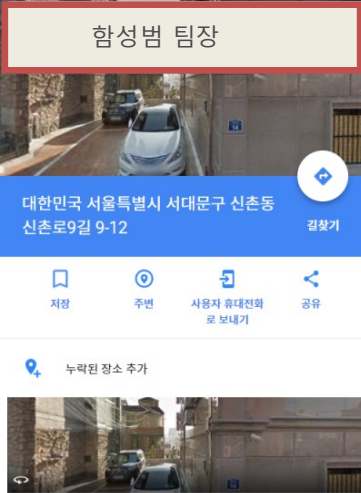 함성범 팀장
대한민국 서울특별시 서대문구 신촌동
신촌로9길 9-12
길찾기
저장
주변
사용자 휴대전화
로 보내기
공유
누락된 장소 추가